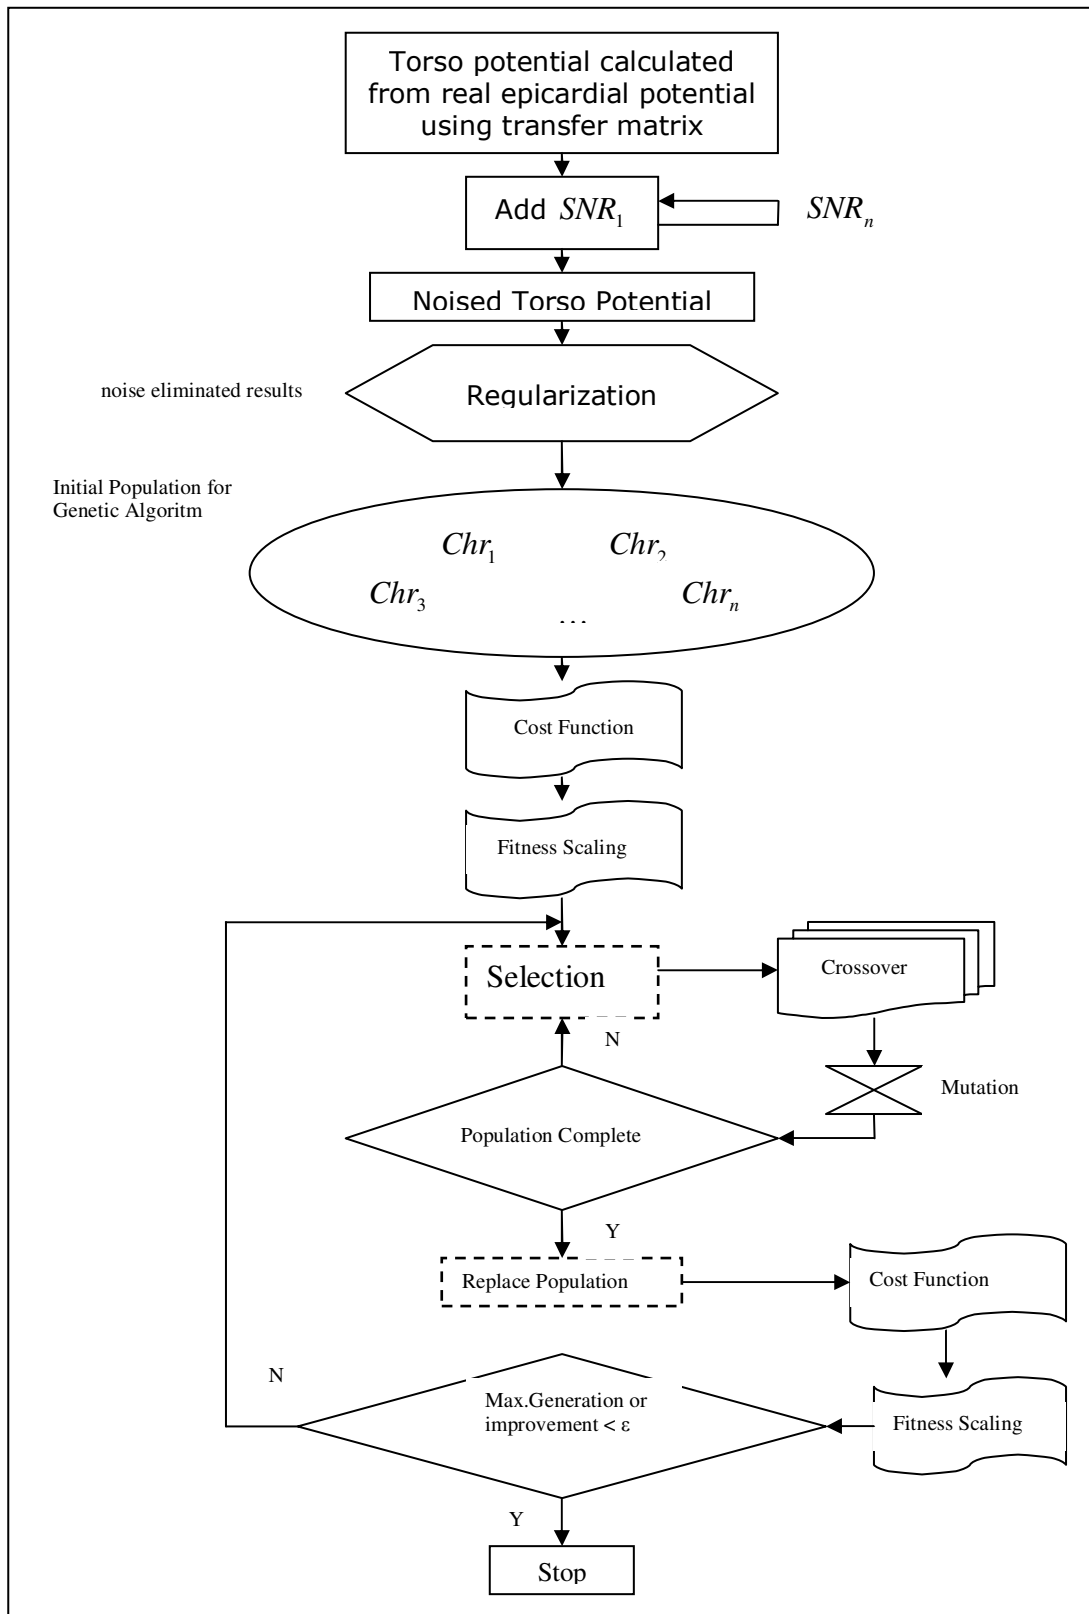 Torso potential calculated
from real epicardial potential
using transfer matrix
Add SNR₁
SNRₙ
Noised Torso Potential
noise eliminated results
Regularization
Initial Population for
Genetic Algoritm
Chr₁ Chr₂
Chr₃ Chrₙ
...
Cost Function
Fitness Scaling
Selection
Crossover
N
Mutation
Population Complete
Y
Replace Population
Cost Function
N
Max.Generation or
improvement < ε
Fitness Scaling
Y
Stop